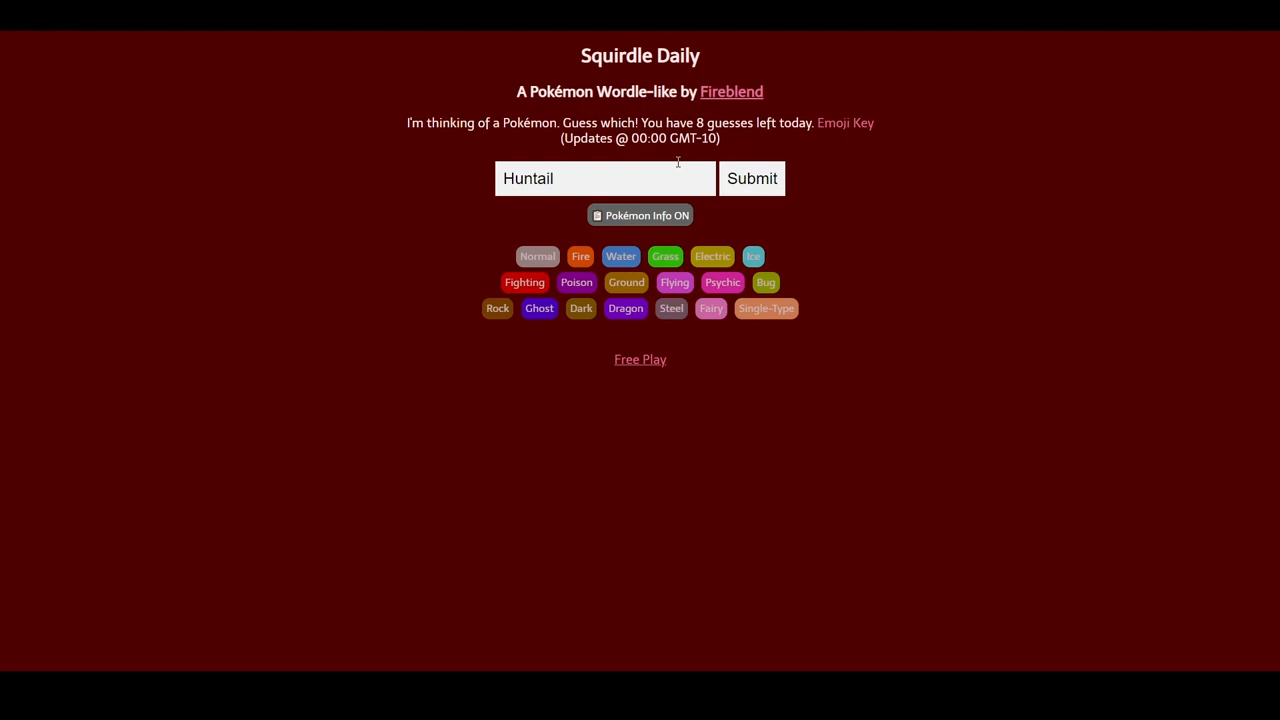 Squirdle Daily
A Pokémon Wordle-like by Fireblend
I'm thinking of a Pokémon. Guess which! You have 8 guesses left today. Emoji Key
(Updates @ 00:00 GMT-10)
Huntail Submit
📋 Pokémon Info ON
Normal Fire Water Grass Electric Ice
Fighting Poison Ground Flying Psychic Bug
Rock Ghost Dark Dragon Steel Fairy Single-Type
Free Play